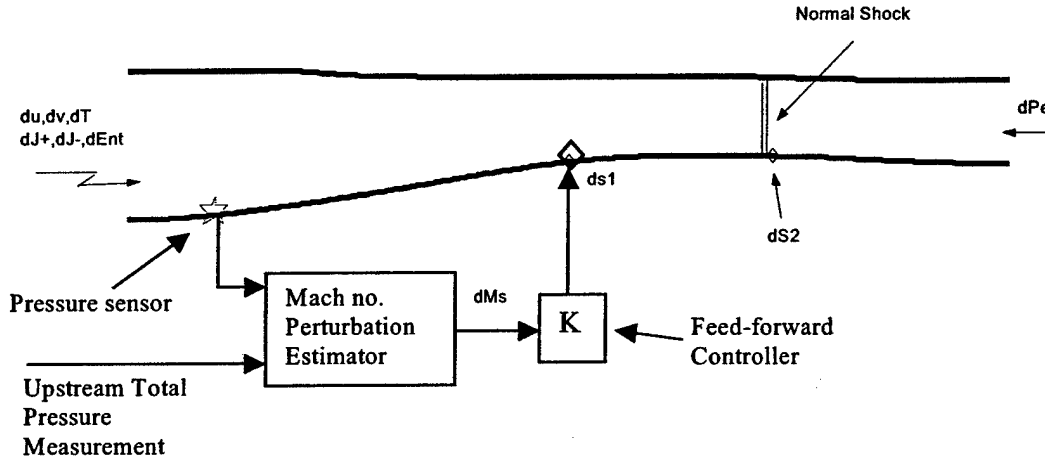 Normal Shock
du,dv,dT
dJ+,dJ-,dEnt
dPe
ds1
dS2
Pressure sensor
Mach no.
Perturbation
Estimator
dMs
K
Feed-forward
Controller
Upstream Total
Pressure
Measurement